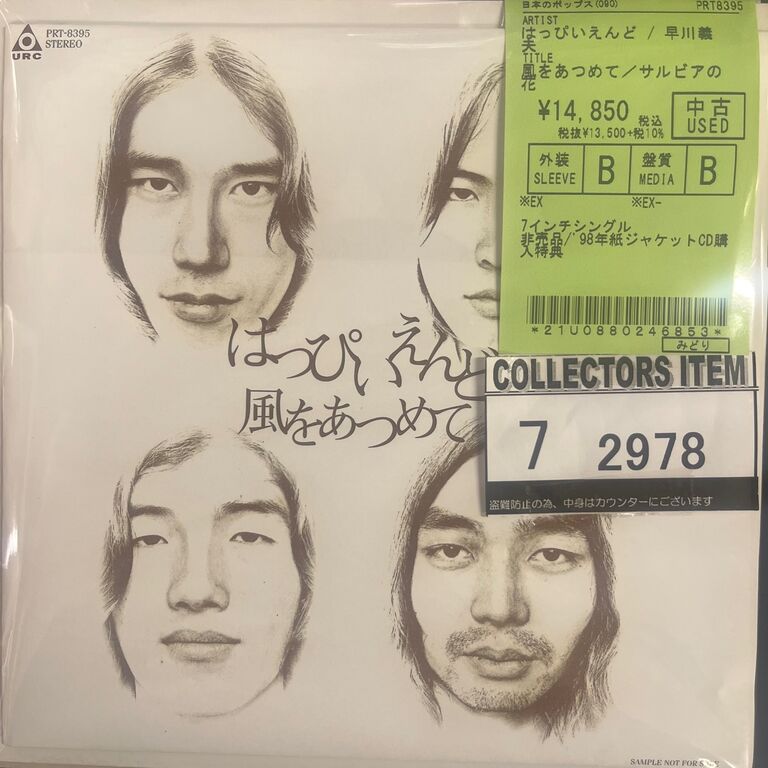 PRT-8395
STEREO
URC
日本のポップス(090) PRT8395
ARTIST
はっぴいえんど / 早川義
夫
TITLE
風をあつめて／サルビアの
花
¥14,850 税込
税抜¥13,500+税10%
中古
USED
外装
SLEEVE
B
盤質
MEDIA
B
※EX ※EX-
7インチシングル
非売品/'98年紙ジャケットCD購
入特典
*21U0880246853*
みどり
はっぴいえんど
風をあつめて
COLLECTORS ITEM
7 2978
盗難防止の為、中身はカウンターにございます
SAMPLE NOT FOR SALE